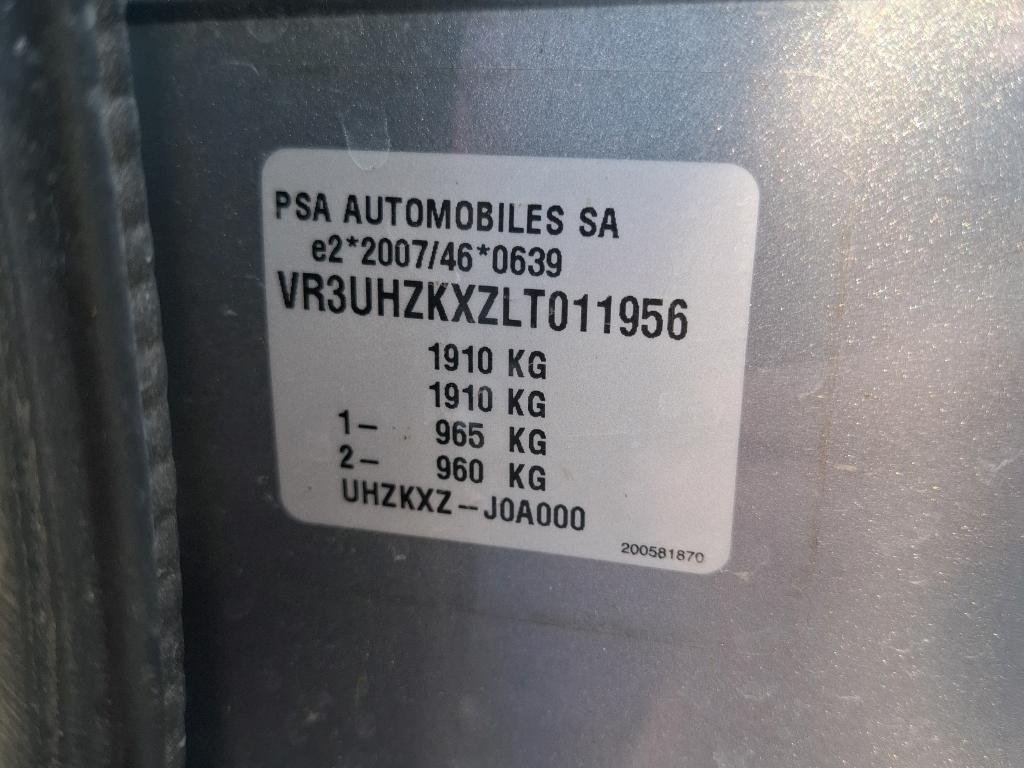 PSA AUTOMOBILES SA
e2*2007/46*0639
VR3UHZKXZLT011956
1910 KG
1910 KG
1- 965 KG
2- 960 KG
UHZKXZ-J0A000
200581870